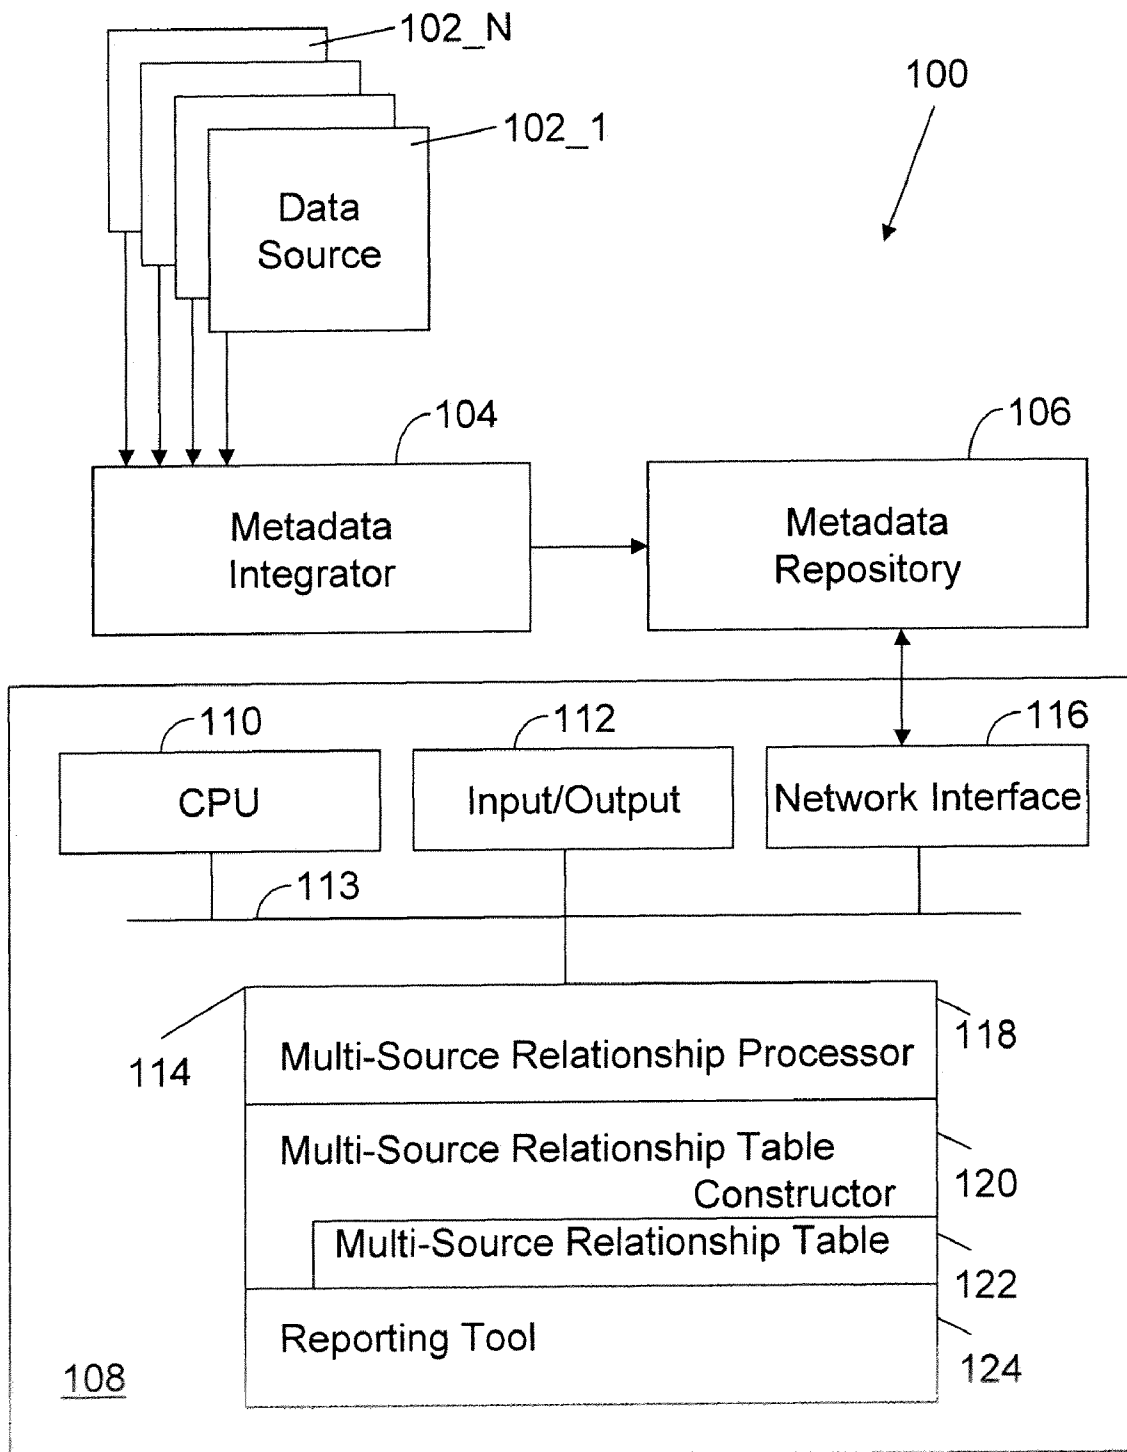 102_N
100
102_1
Data
Source
104
106
Metadata
Integrator
Metadata
Repository
110
112
116
CPU
Input/Output
Network Interface
113
114
118
Multi-Source Relationship Processor
Multi-Source Relationship Table
Constructor
120
Multi-Source Relationship Table
122
Reporting Tool
124
108